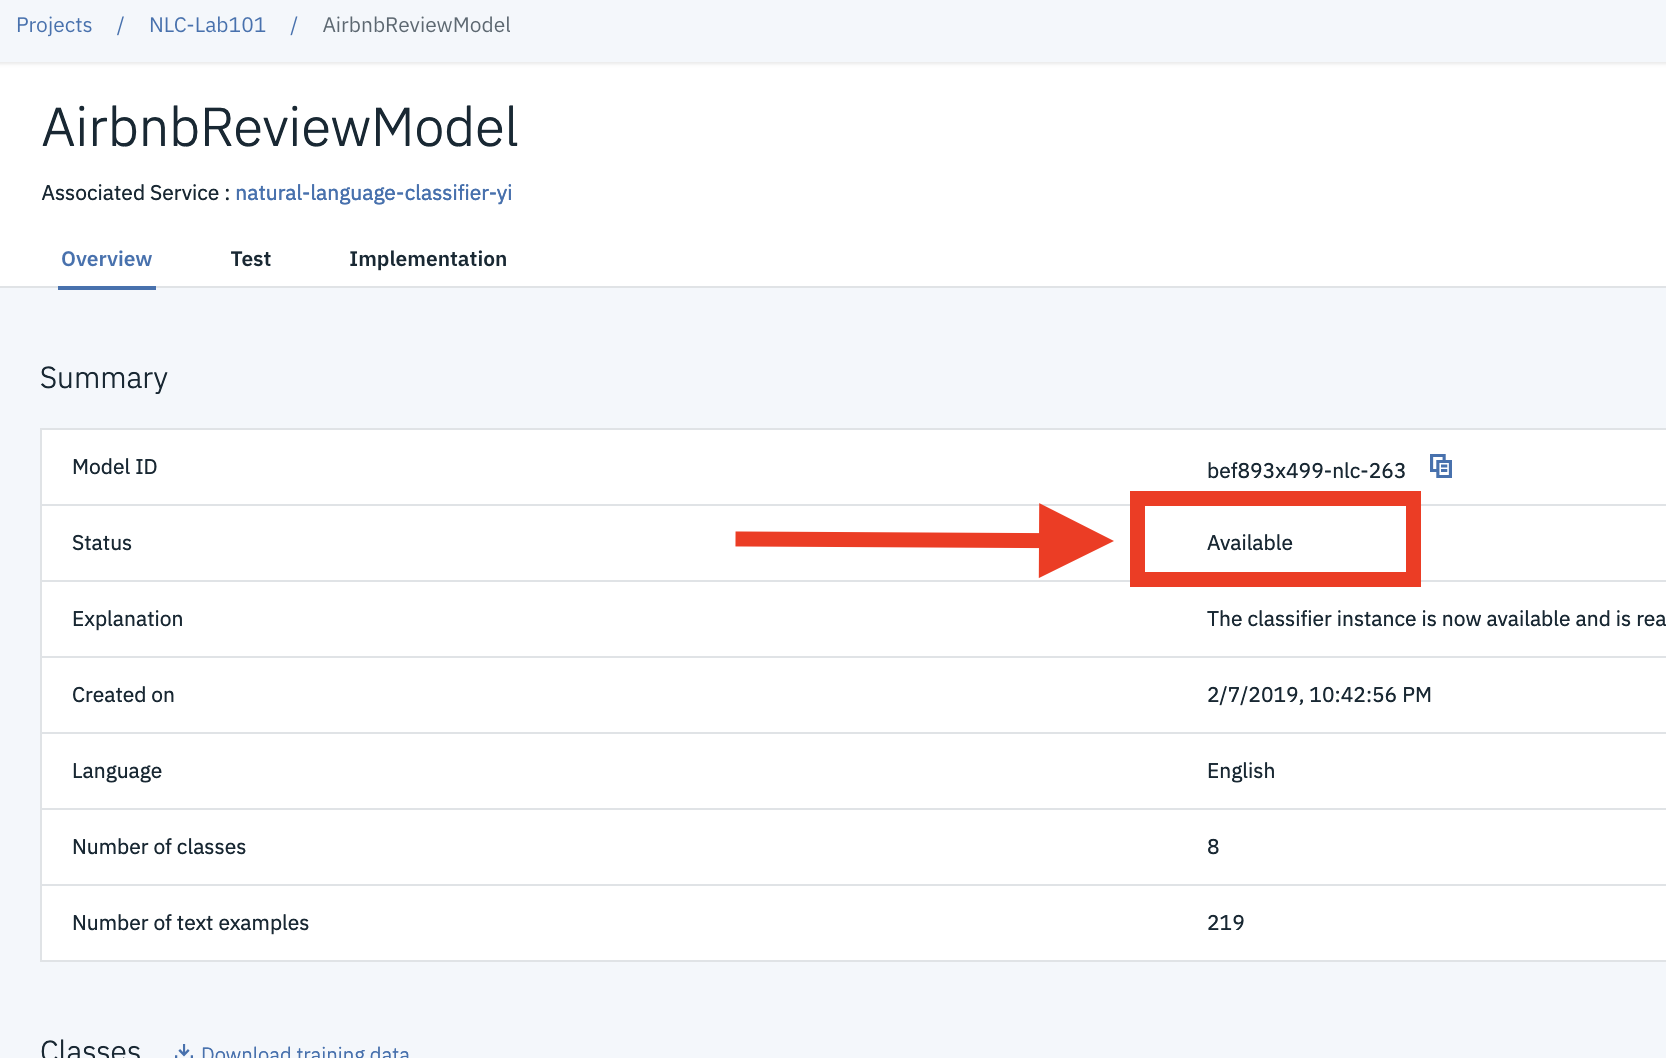 Projects / NLC-Lab101 / AirbnbReviewModel
AirbnbReviewModel
Associated Service : natural-language-classifier-yi
Overview Test Implementation
Summary
Model ID bef893x499-nlc-263
Status Available
Explanation The classifier instance is now available and is rea
Created on 2/7/2019, 10:42:56 PM
Language English
Number of classes 8
Number of text examples 219
Classes Download training data